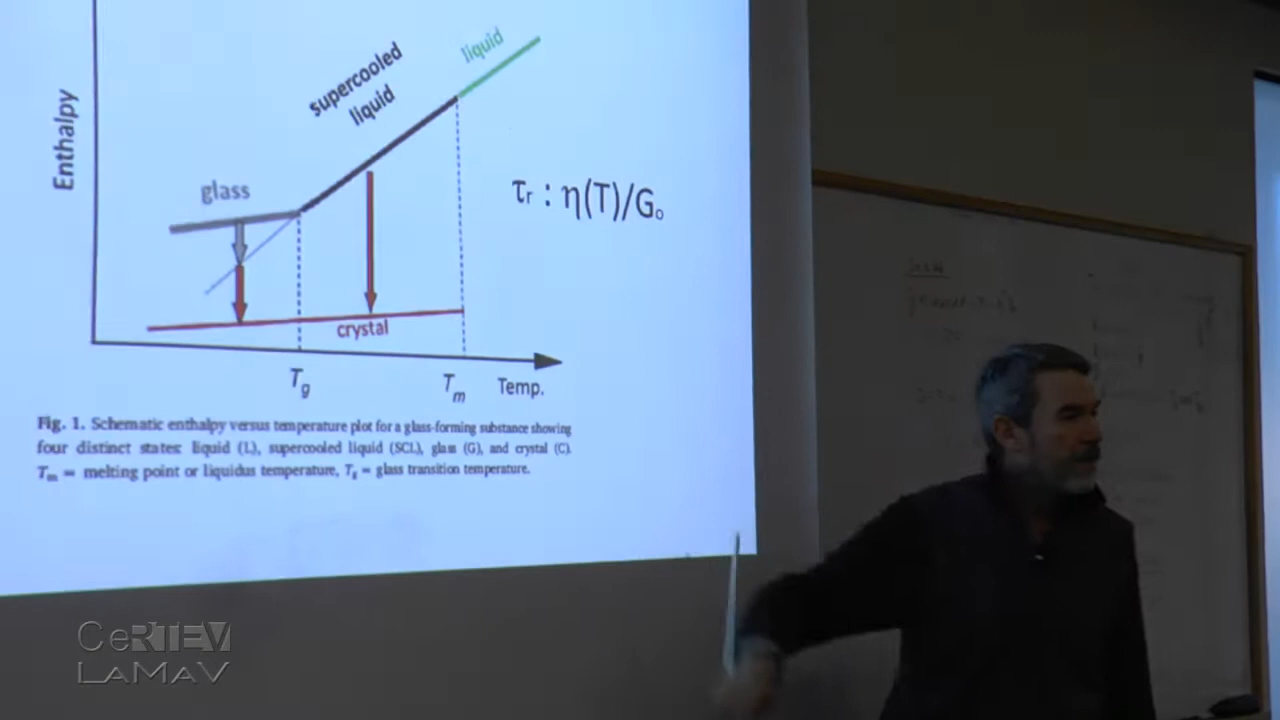 liquid
supercooled
liquid
Enthalpy
glass
τr : η(T)/Go
crystal
Tg
Tm
Temp.
Fig. 1. Schematic enthalpy versus temperature plot for a glass-forming substance showing
four distinct states: liquid (L), supercooled liquid (SCL), glass (G), and crystal (C).
Tm = melting point or liquidus temperature, Tg = glass transition temperature.
CeRTEV
LAMAV